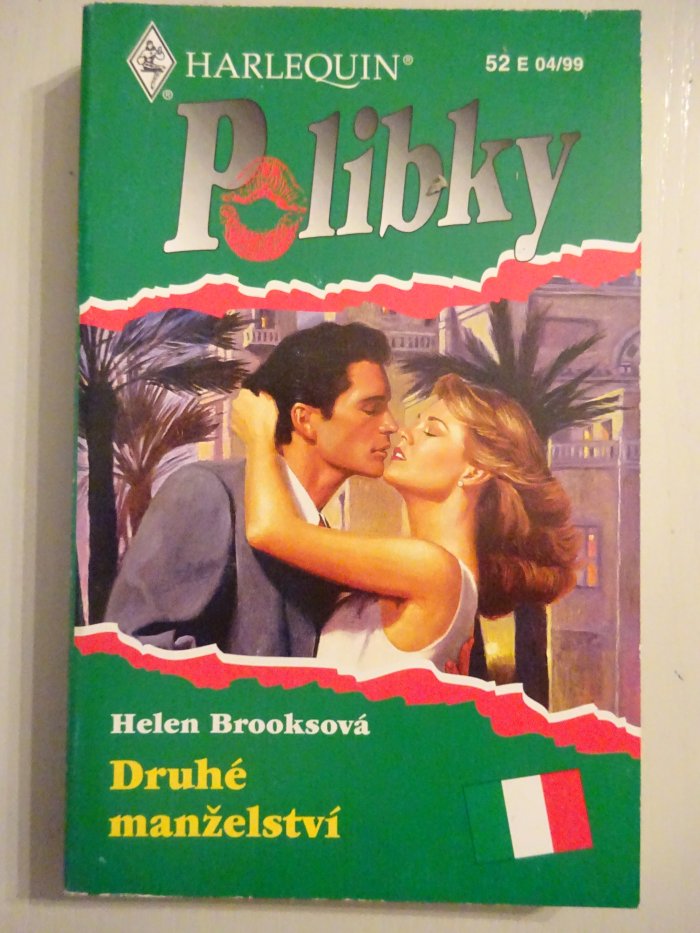 HARLEQUIN®
52 E 04/99
®
Polibky
Helen Brooksová
Druhé
manželství